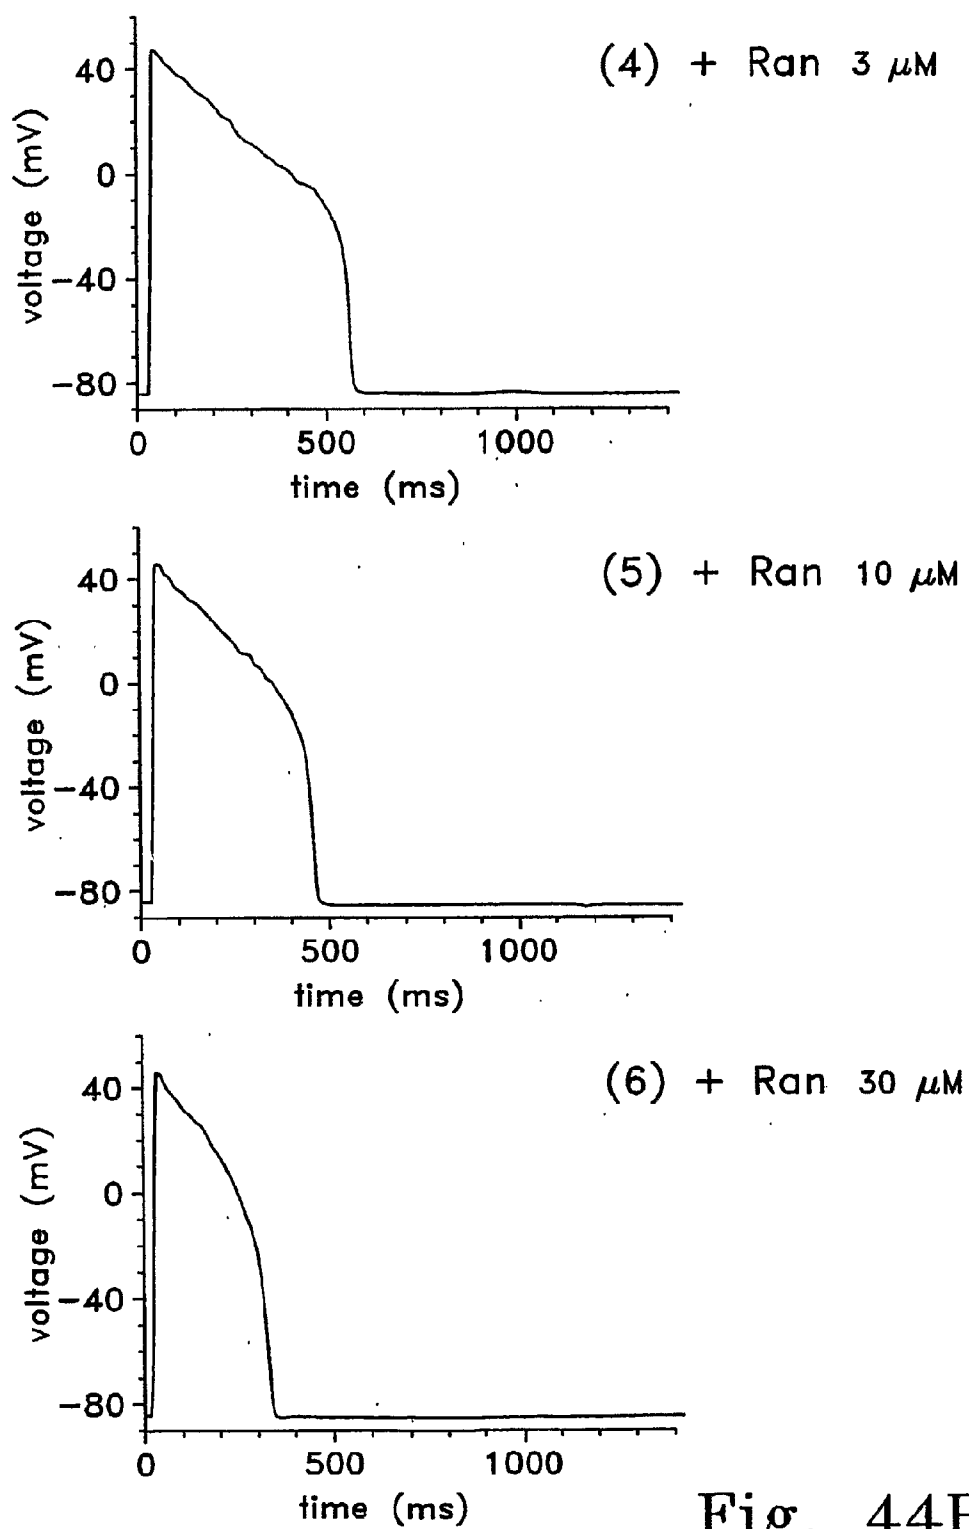 (4) + Ran 3 μM
voltage (mV)
40
0
−40
−80
0 500 1000
time (ms)
(5) + Ran 10 μM
voltage (mV)
40
0
−40
−80
0 500 1000
time (ms)
(6) + Ran 30 μM
voltage (mV)
40
0
−40
−80
0 500 1000
time (ms)
Fig. 44B